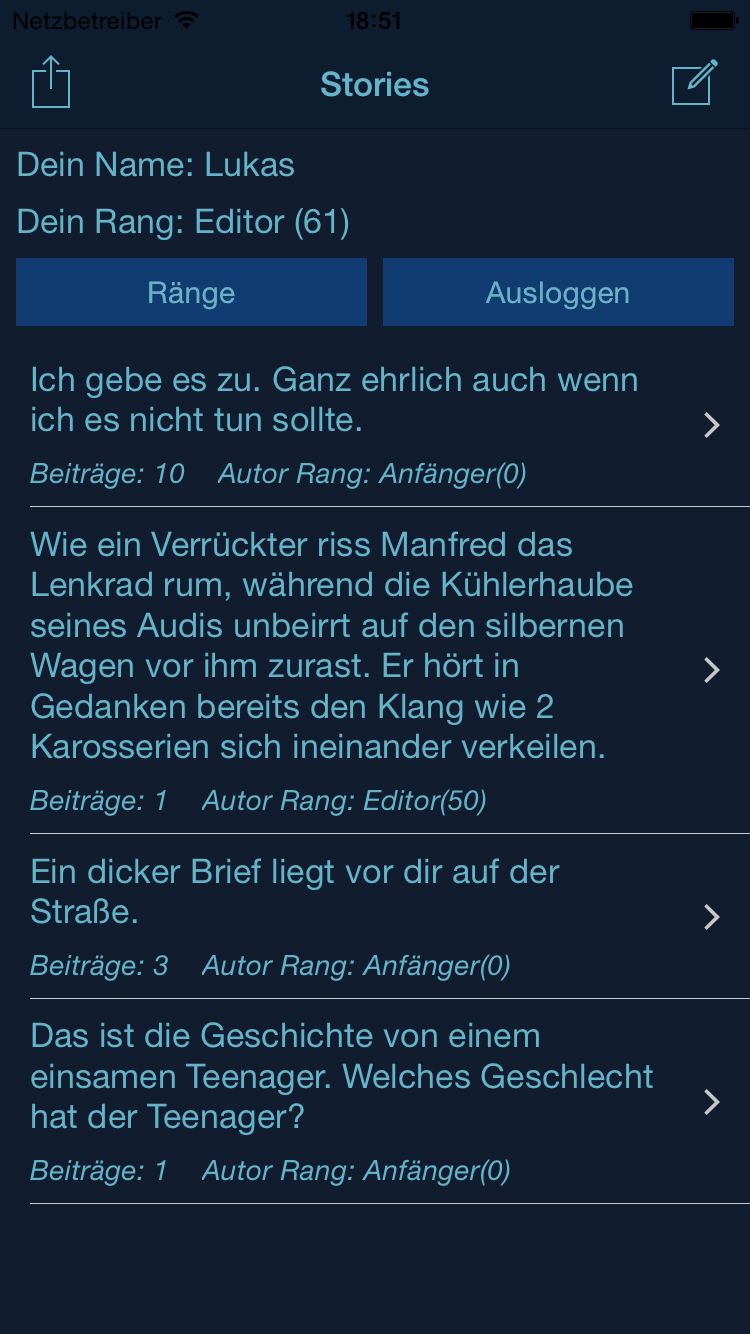 Netzbetreiber 18:51
Stories
Dein Name: Lukas
Dein Rang: Editor (61)
Ränge Ausloggen
Ich gebe es zu. Ganz ehrlich auch wenn
ich es nicht tun sollte.
Beiträge: 10 Autor Rang: Anfänger(0)
Wie ein Verrückter riss Manfred das
Lenkrad rum, während die Kühlerhaube
seines Audis unbeirrt auf den silbernen
Wagen vor ihm zurast. Er hört in
Gedanken bereits den Klang wie 2
Karosserien sich ineinander verkeilen.
Beiträge: 1 Autor Rang: Editor(50)
Ein dicker Brief liegt vor dir auf der
Straße.
Beiträge: 3 Autor Rang: Anfänger(0)
Das ist die Geschichte von einem
einsamen Teenager. Welches Geschlecht
hat der Teenager?
Beiträge: 1 Autor Rang: Anfänger(0)